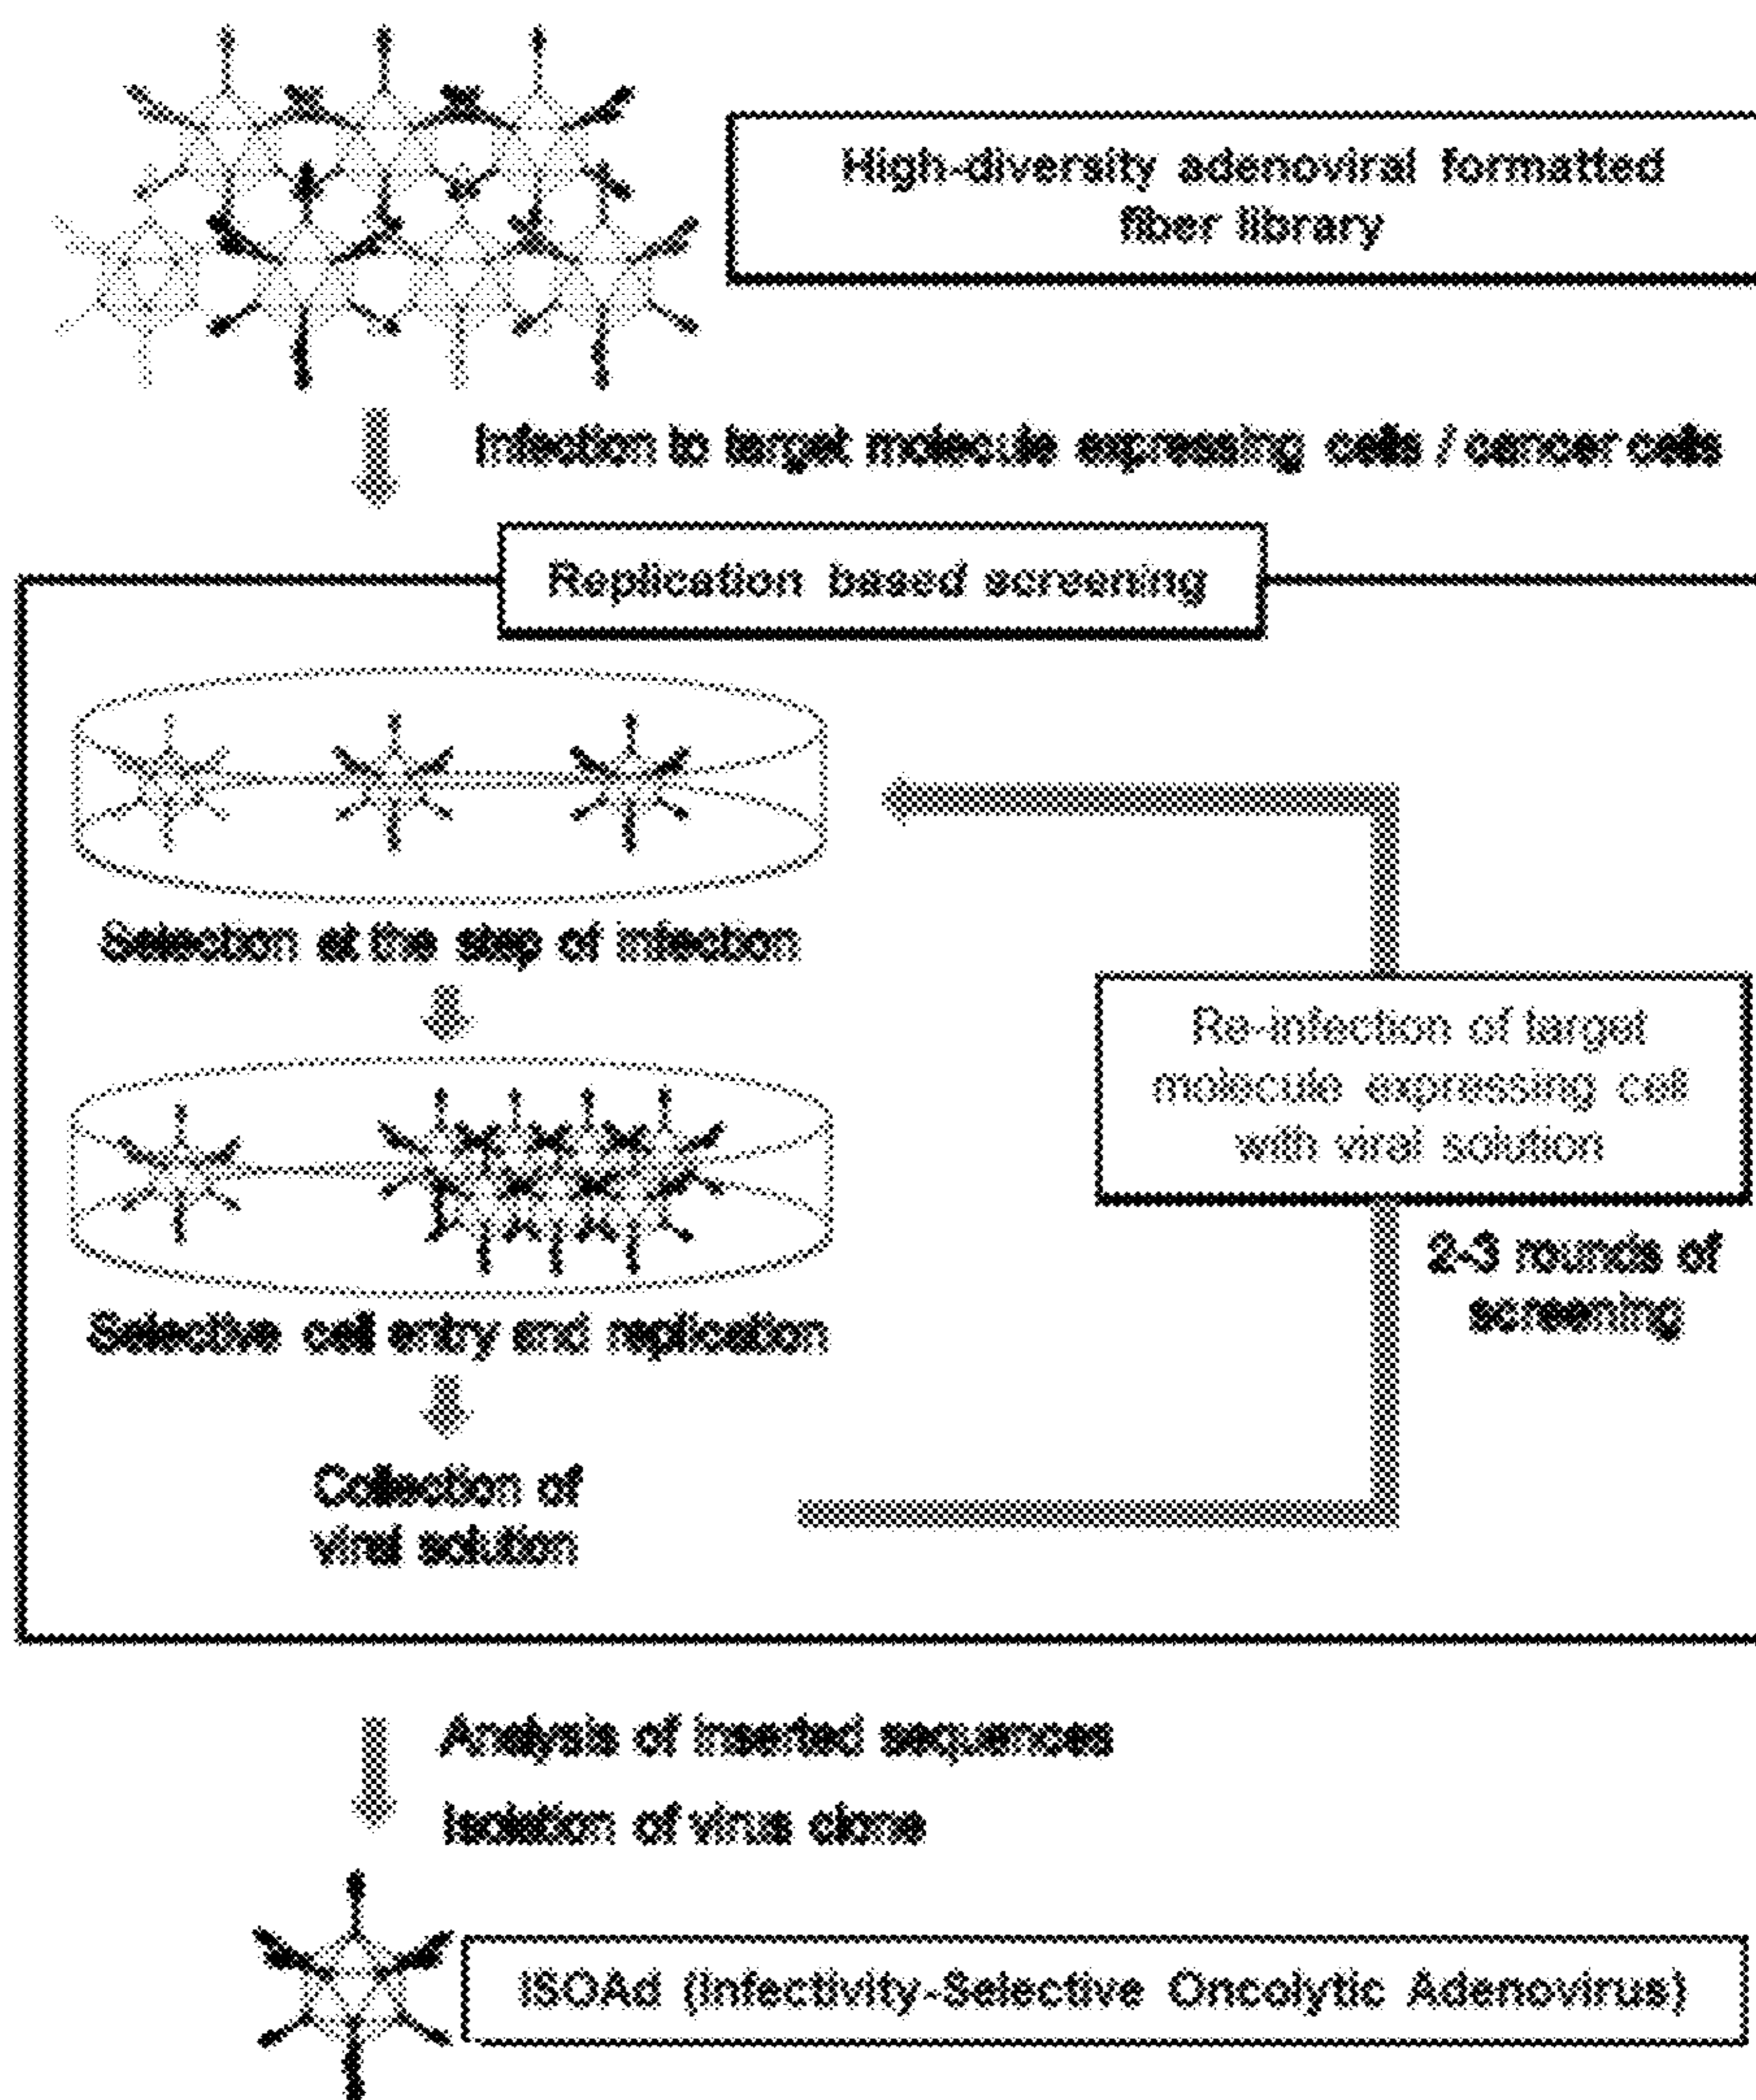 High-diversity adenoviral formatted
fiber library
Infection to target molecule expressing cells / cancer cells
Replication based screening
Selection at the step of infection
Re-infection of target
molecule expressing cell
with viral solution
2-3 rounds of
screening
Selective cell entry and replication
Collection of
viral solution
Analysis of inserted sequences
Isolation of virus clone
ISOAd (Infectivity-Selective Oncolytic Adenovirus)